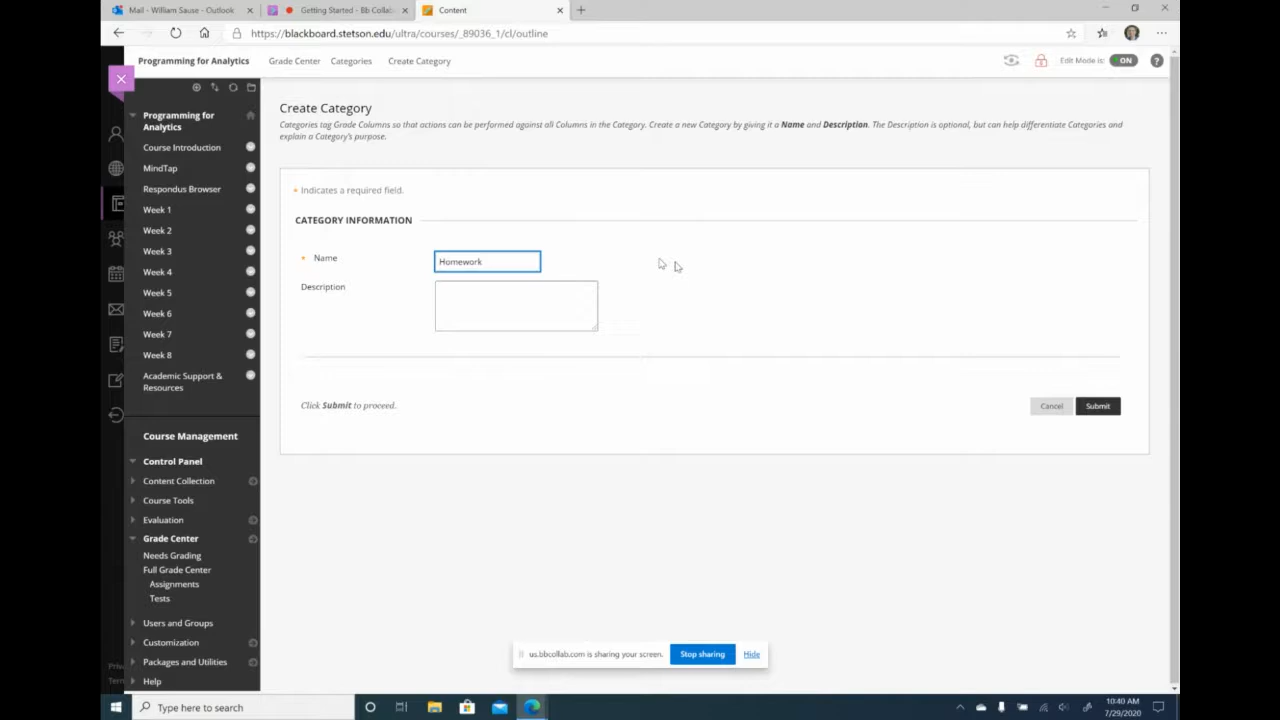 Mail - William Sause - Outlook
Getting Started - Bb Collab
Content
https://blackboard.stetson.edu/ultra/courses/_89036_1/cl/outline
Programming for Analytics
Grade Center
Categories
Create Category
Edit Mode is:
ON
?
Programming for
Analytics
Course Introduction
MindTap
Respondus Browser
Week 1
Week 2
Week 3
Week 4
Week 5
Week 6
Week 7
Week 8
Academic Support &
Resources
Course Management
Control Panel
Content Collection
Course Tools
Evaluation
Grade Center
Needs Grading
Full Grade Center
Assignments
Tests
Users and Groups
Customization
Packages and Utilities
Help
Create Category
Categories tag Grade Columns so that actions can be performed against all Columns in the Category. Create a new Category by giving it a Name and Description. The Description is optional, but can help differentiate Categories and
explain a Category's purpose.
Indicates a required field.
CATEGORY INFORMATION
Name
Homework
Description
Click Submit to proceed.
Cancel
Submit
us.bbcollab.com is sharing your screen.
Stop sharing
Hide
Type here to search
10:40 AM
7/29/2020